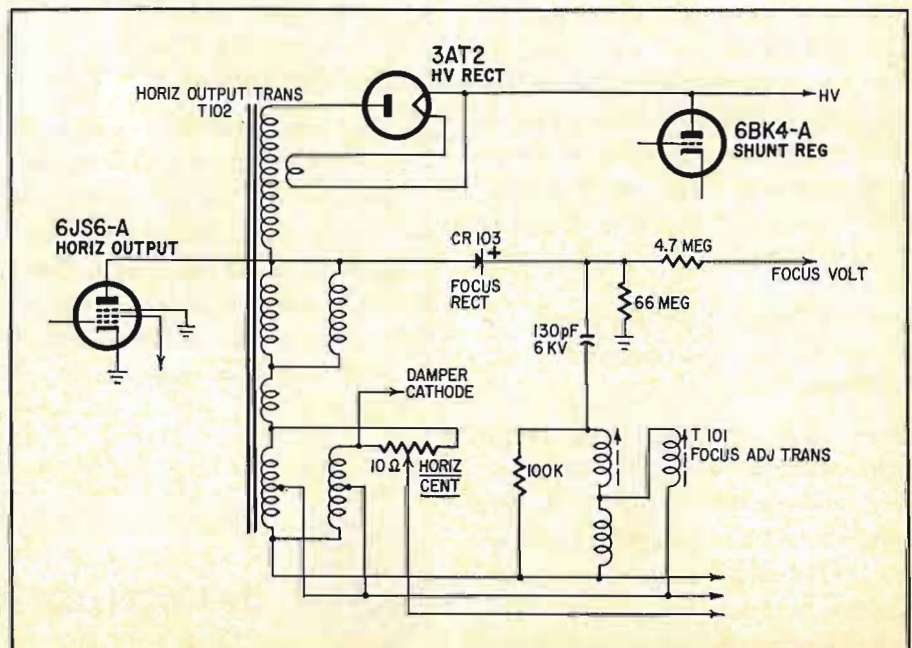 3AT2
HV RECT
HORIZ OUTPUT TRANS
T102
HV
6BK4-A
SHUNT REG
6JS6-A
HORIZ OUTPUT
CR 103
+
FOCUS
RECT
4.7 MEG
FOCUS VOLT
66 MEG
130pF
6 KV
DAMPER
CATHODE
10Ω
HORIZ
CENT
100K
T 101
FOCUS ADJ TRANS